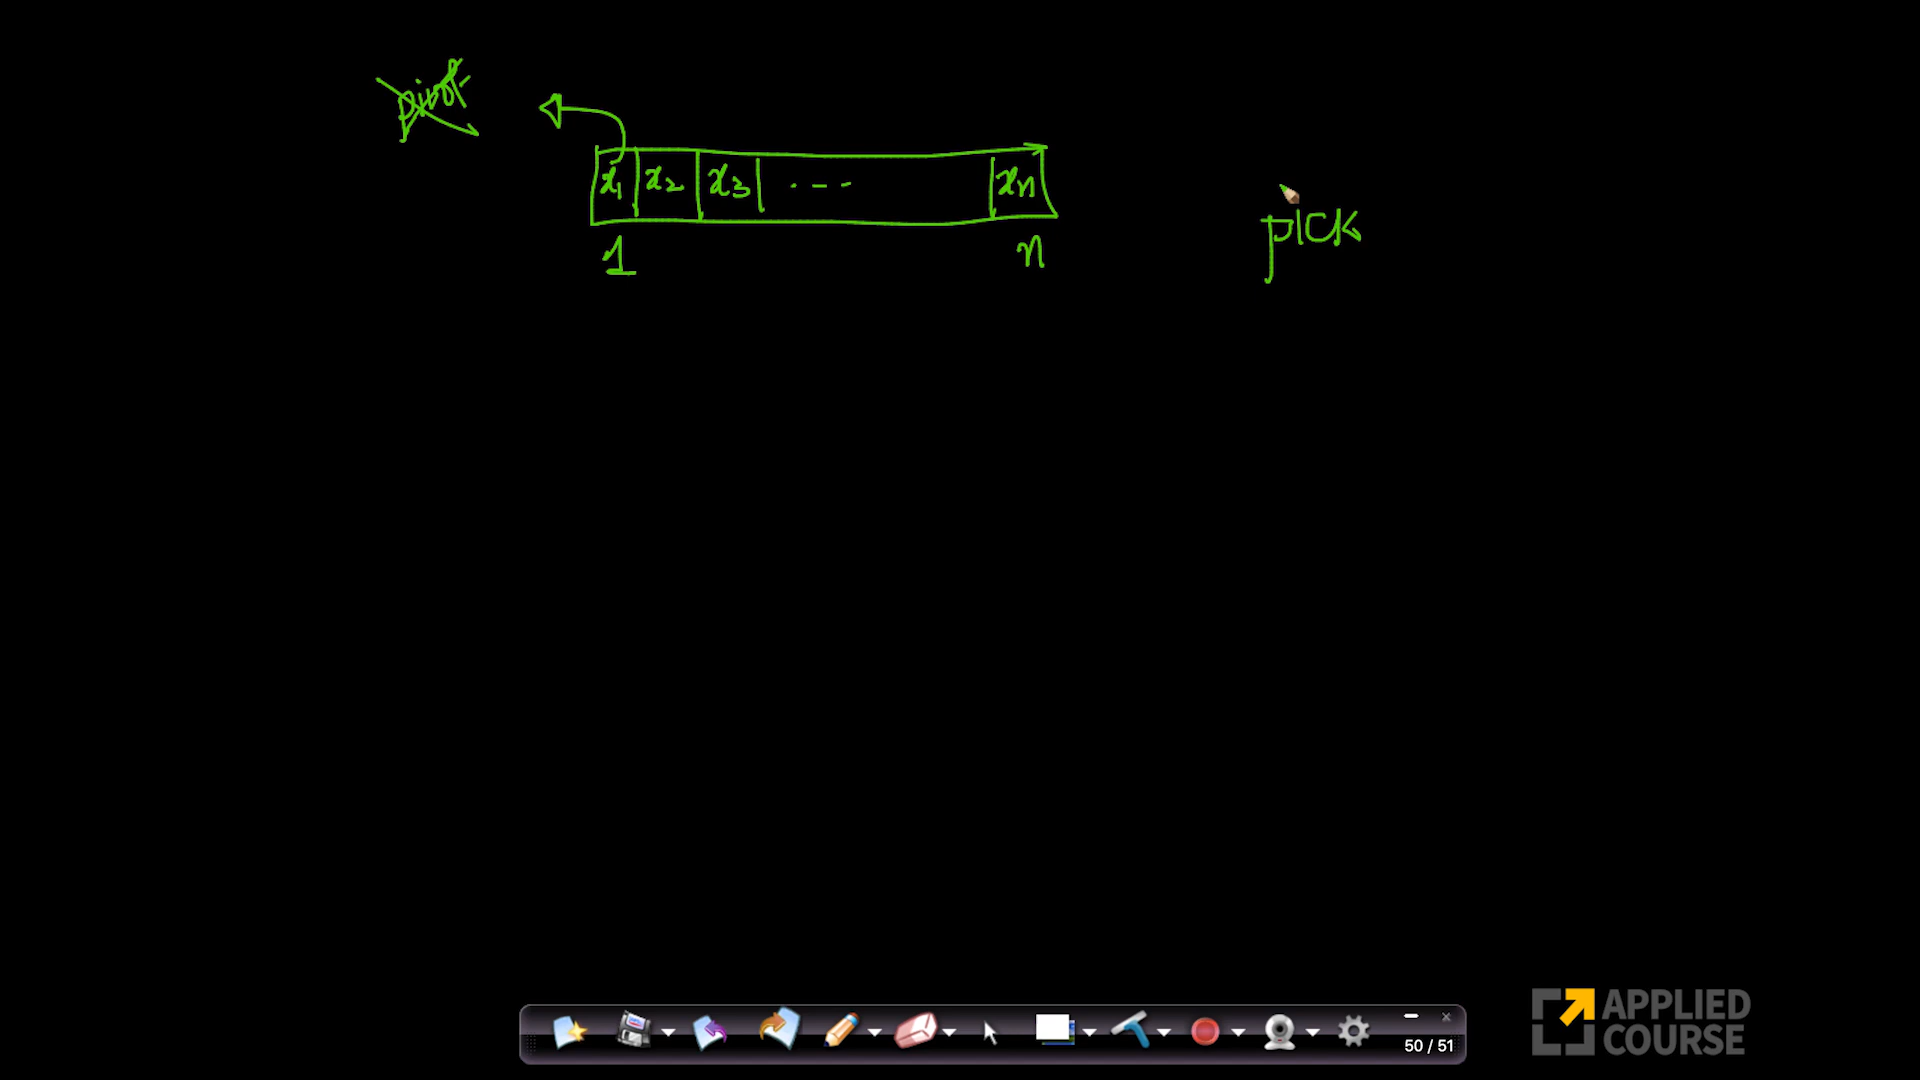 pivot
x1 x2 x3 --- xn
1 n
pick
50 / 51
APPLIED
COURSE